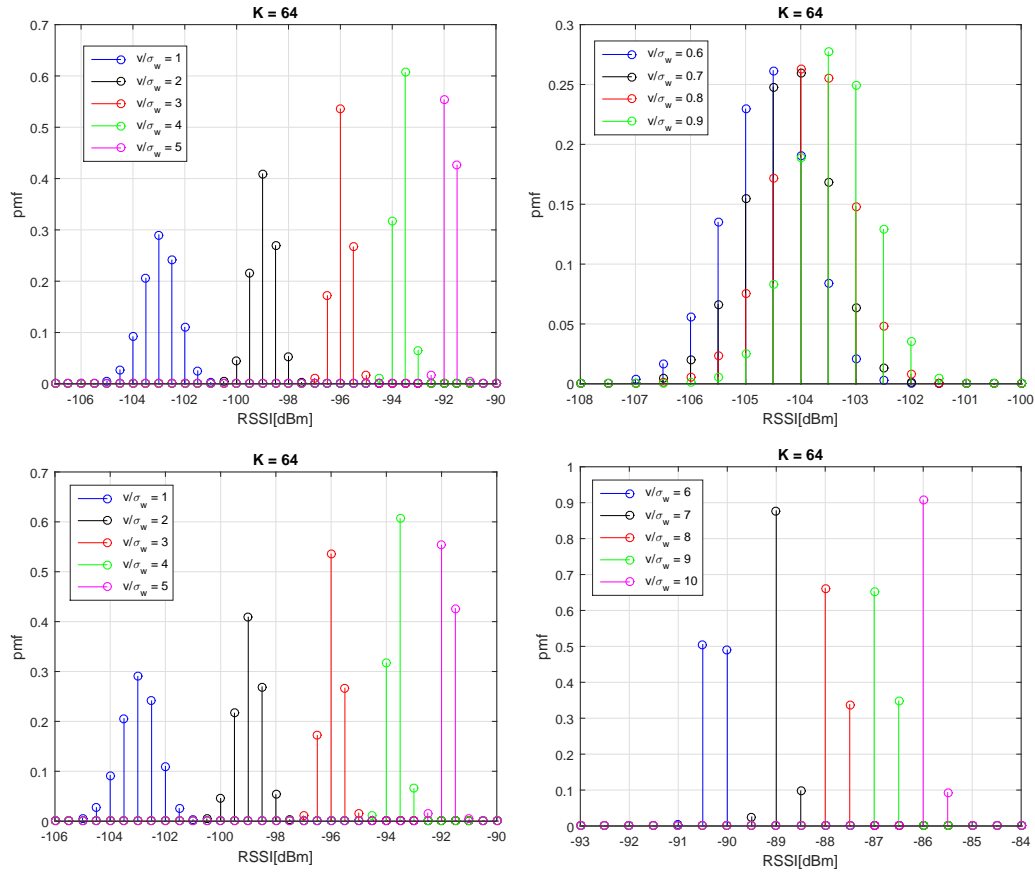 K = 64
0.7
0.6
0.5
0.4
0.3
0.2
0.1
0
pmf
v/σw = 1
v/σw = 2
v/σw = 3
v/σw = 4
v/σw = 5
-106 -104 -102 -100 -98 -96 -94 -92 -90
RSSI[dBm]
K = 64
0.3
0.25
0.2
0.15
0.1
0.05
0
pmf
v/σw = 0.6
v/σw = 0.7
v/σw = 0.8
v/σw = 0.9
-108 -107 -106 -105 -104 -103 -102 -101 -100
RSSI[dBm]
K = 64
0.7
0.6
0.5
0.4
0.3
0.2
0.1
0
pmf
v/σw = 1
v/σw = 2
v/σw = 3
v/σw = 4
v/σw = 5
-106 -104 -102 -100 -98 -96 -94 -92 -90
RSSI[dBm]
K = 64
1
0.9
0.8
0.7
0.6
0.5
0.4
0.3
0.2
0.1
0
pmf
v/σw = 6
v/σw = 7
v/σw = 8
v/σw = 9
v/σw = 10
-93 -92 -91 -90 -89 -88 -87 -86 -85 -84
RSSI[dBm]